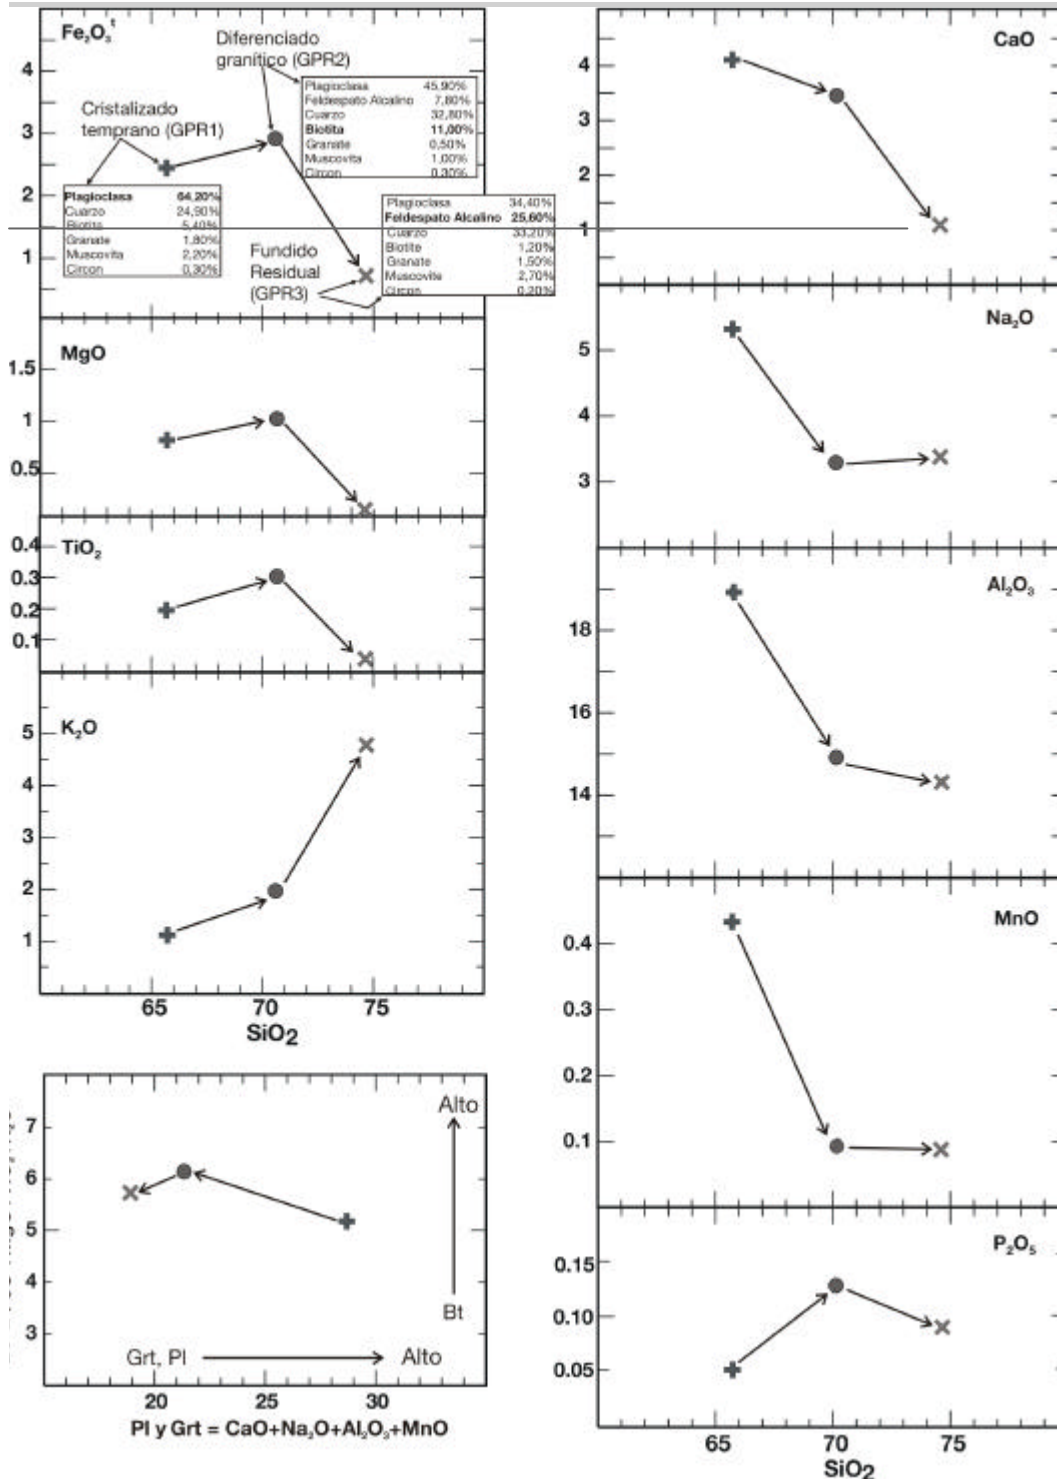 Fe₂O₃ᵗ
Diferenciado
granítico (GPR2)
Plagioclasa 45,90%
Feldespato Alcalino 7,80%
Cuarzo 32,80%
Biotita 11,00%
Granate 0,50%
Muscovita 1,00%
Circon 0,30%
Cristalizado
temprano (GPR1)
Plagioclasa 64,20%
Cuarzo 24,90%
Biotita 5,40%
Granate 1,80%
Muscovita 2,20%
Circon 0,30%
Plagioclasa 34,40%
Feldespato Alcalino 25,60%
Cuarzo 33,20%
Biotite 1,20%
Granate 1,50%
Muscovite 2,70%
Circon 0,20%
Fundido
Residual
(GPR3)
4
3
2
1
MgO
1.5
1
0.5
TiO₂
0.4
0.3
0.2
0.1
K₂O
5
4
3
2
1
65 70 75
SiO₂
7
6
5
4
3
Alto
Bt
Grt, Pl Alto
20 25 30
Pl y Grt = CaO+Na₂O+Al₂O₃+MnO
CaO
4
3
2
1
Na₂O
5
4
3
Al₂O₃
18
16
14
MnO
0.4
0.3
0.2
0.1
P₂O₅
0.15
0.10
0.05
65 70 75
SiO₂